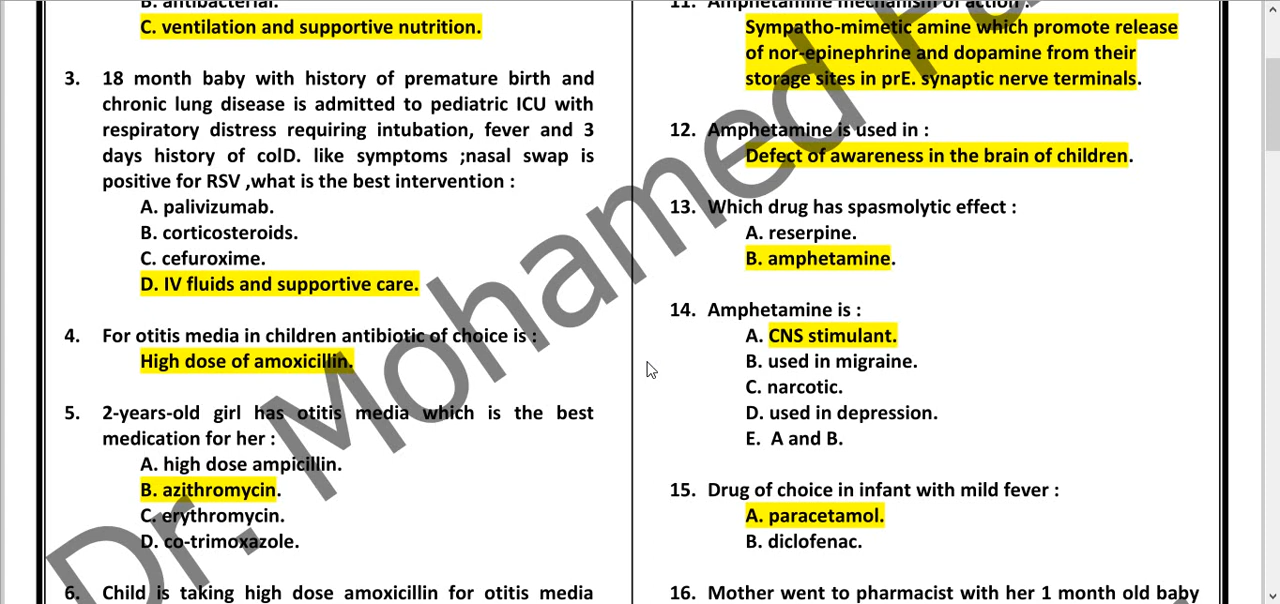 B. antibacterial.
C. ventilation and supportive nutrition.
3. 18 month baby with history of premature birth and
chronic lung disease is admitted to pediatric ICU with
respiratory distress requiring intubation, fever and 3
days history of colD. like symptoms ;nasal swap is
positive for RSV ,what is the best intervention :
A. palivizumab.
B. corticosteroids.
C. cefuroxime.
D. IV fluids and supportive care.
4. For otitis media in children antibiotic of choice is :
High dose of amoxicillin.
5. 2-years-old girl has otitis media which is the best
medication for her :
A. high dose ampicillin.
B. azithromycin.
C. erythromycin.
D. co-trimoxazole.
6. Child is taking high dose amoxicillin for otitis media
11. Amphetamine mechanism of action :
Sympatho-mimetic amine which promote release
of nor-epinephrine and dopamine from their
storage sites in prE. synaptic nerve terminals.
12. Amphetamine is used in :
Defect of awareness in the brain of children.
13. Which drug has spasmolytic effect :
A. reserpine.
B. amphetamine.
14. Amphetamine is :
A. CNS stimulant.
B. used in migraine.
C. narcotic.
D. used in depression.
E. A and B.
15. Drug of choice in infant with mild fever :
A. paracetamol.
B. diclofenac.
16. Mother went to pharmacist with her 1 month old baby
Dr. Mohamed